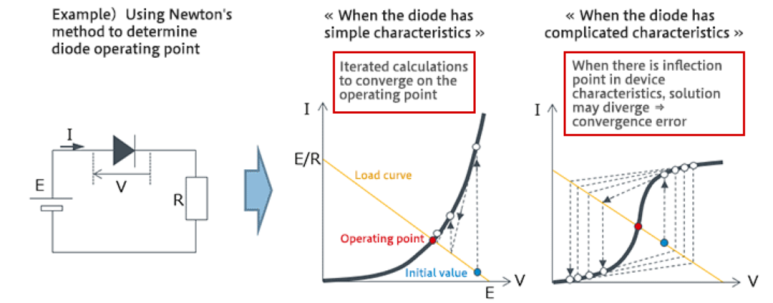 Example) Using Newton's
method to determine
diode operating point
I
E
V
R
« When the diode has
simple characteristics »
Iterated calculations
to converge on the
operating point
I
E/R
Load curve
Operating point
Initial value
V
E
« When the diode has
complicated characteristics »
When there is inflection
point in device
characteristics, solution
may diverge ⇒
convergence error
I
V